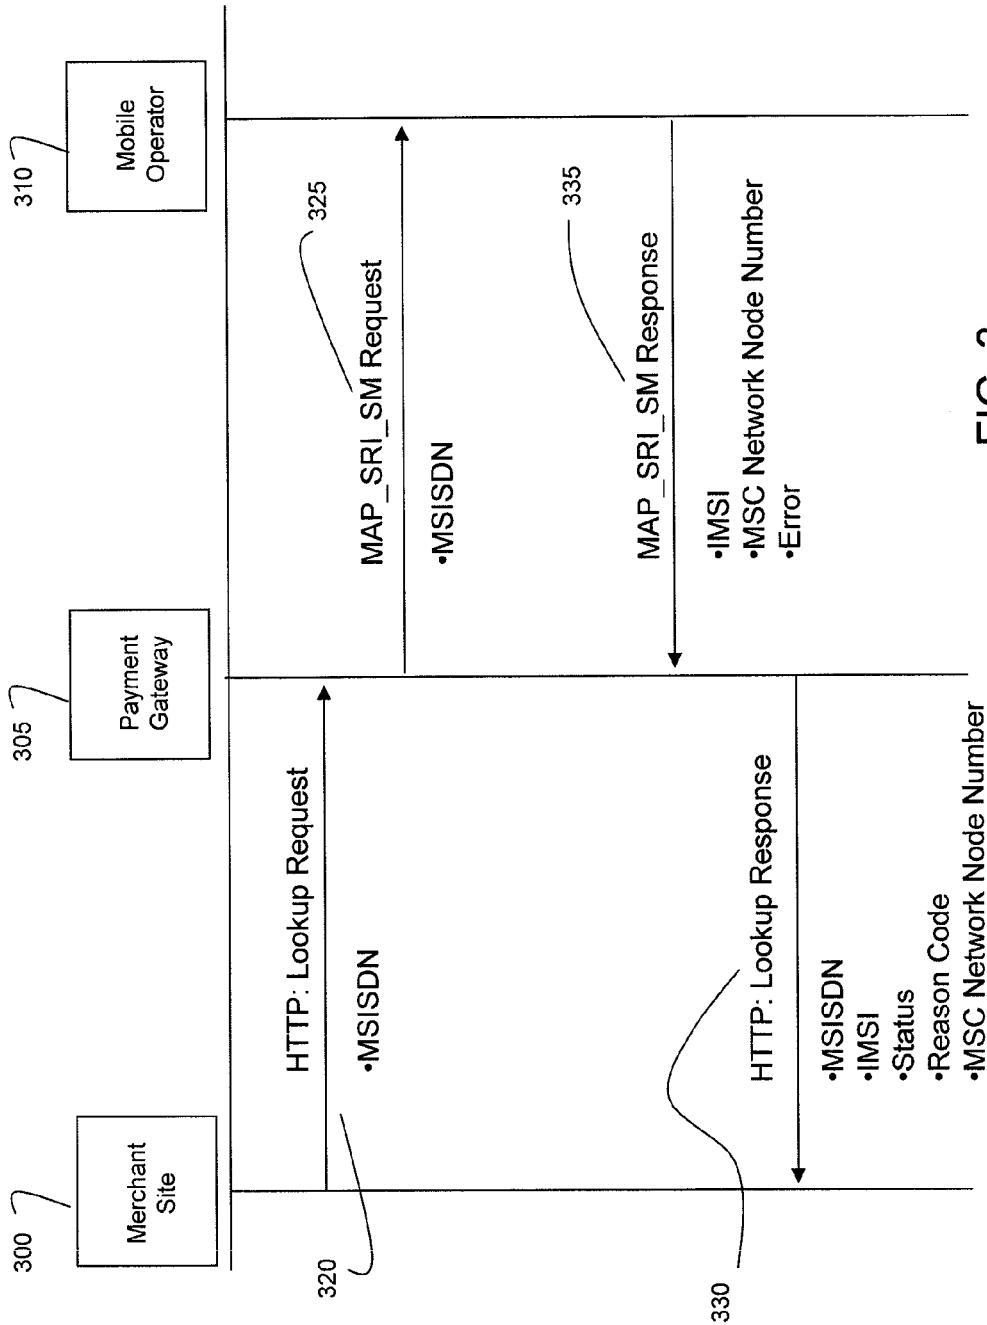 300
305
310
Merchant
Site
Payment
Gateway
Mobile
Operator
HTTP: Lookup Request
•MSISDN
320
MAP_SRI_SM Request
•MSISDN
325
MAP_SRI_SM Response
•IMSI
•MSC Network Node Number
•Error
335
HTTP: Lookup Response
•MSISDN
•IMSI
•Status
•Reason Code
•MSC Network Node Number
330